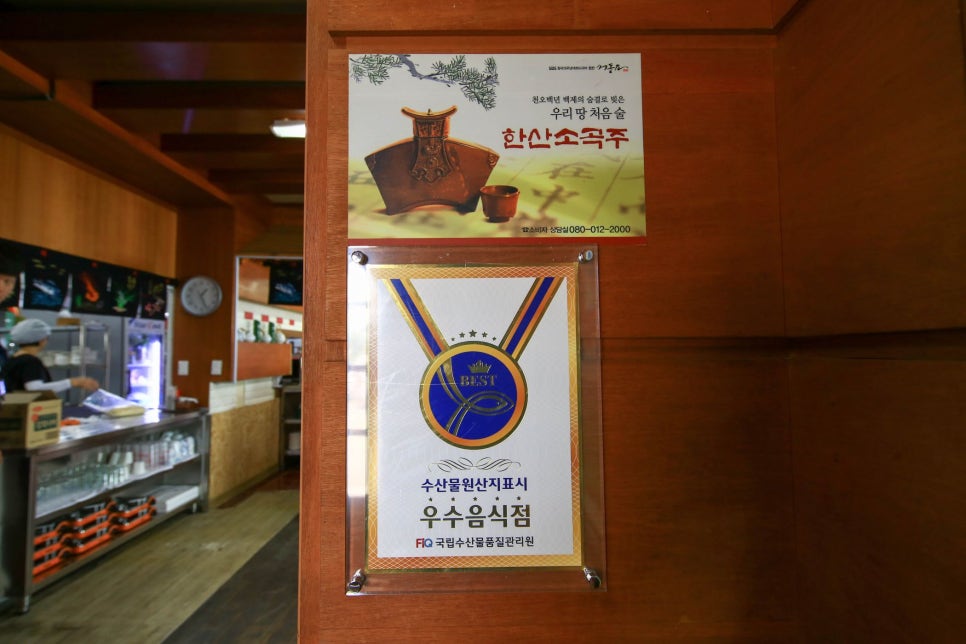 서동요
천오백년 백제의 숨결로 빚은
우리 땅 처음 술
한산소곡주
☎소비자 상담실 080-012-2000
BEST
수산물원산지표시
우수음식점
FIQ 국립수산물품질관리원